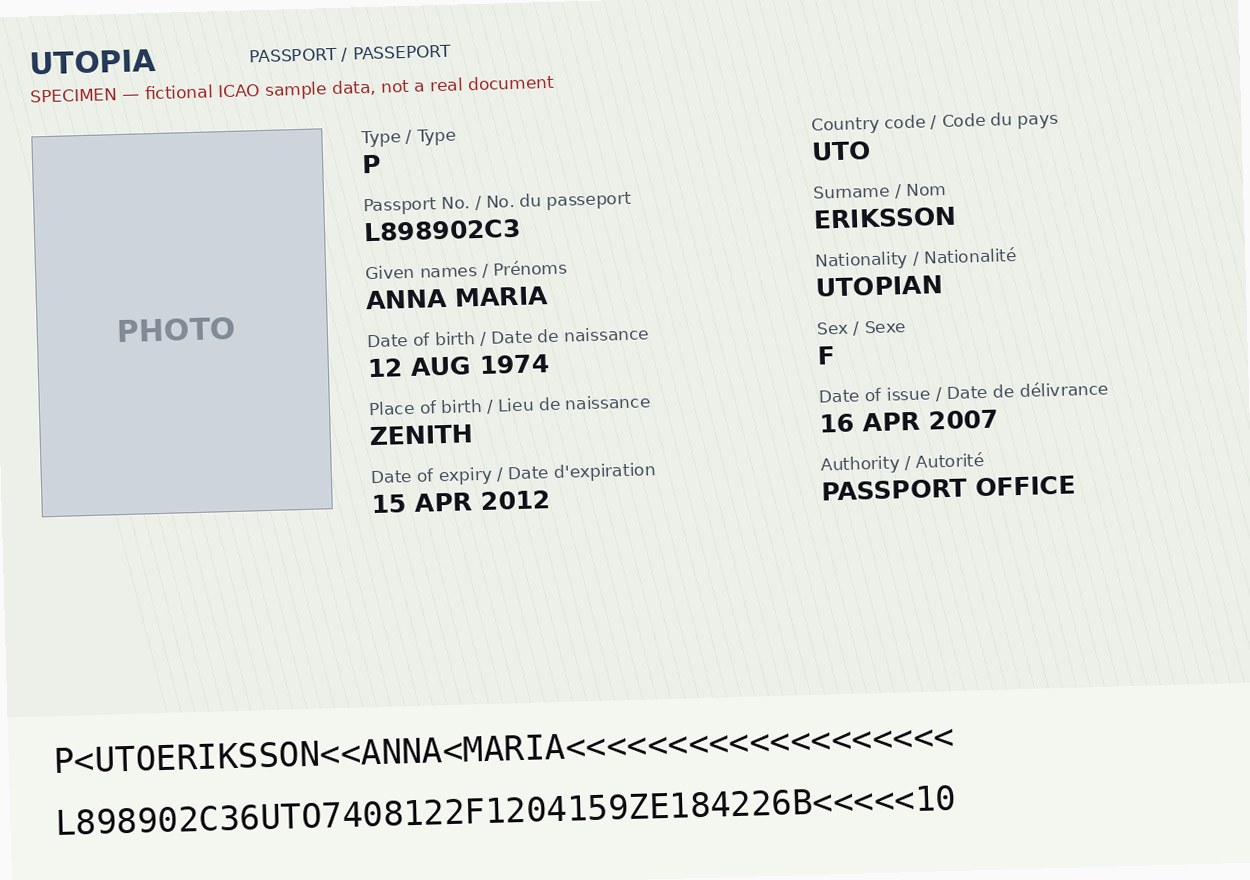 UTOPIA PASSPORT / PASSEPORT
SPECIMEN — fictional ICAO sample data, not a real document
PHOTO
Type / Type
P
Country code / Code du pays
UTO
Passport No. / No. du passeport
L898902C3
Surname / Nom
ERIKSSON
Given names / Prénoms
ANNA MARIA
Nationality / Nationalité
UTOPIAN
Date of birth / Date de naissance
12 AUG 1974
Sex / Sexe
F
Place of birth / Lieu de naissance
ZENITH
Date of issue / Date de délivrance
16 APR 2007
Date of expiry / Date d'expiration
15 APR 2012
Authority / Autorité
PASSPORT OFFICE
P<UTOERIKSSON<<ANNA<MARIA<<<<<<<<<<<<<<<<<<<
L898902C36UTO7408122F1204159ZE184226B<<<<<10